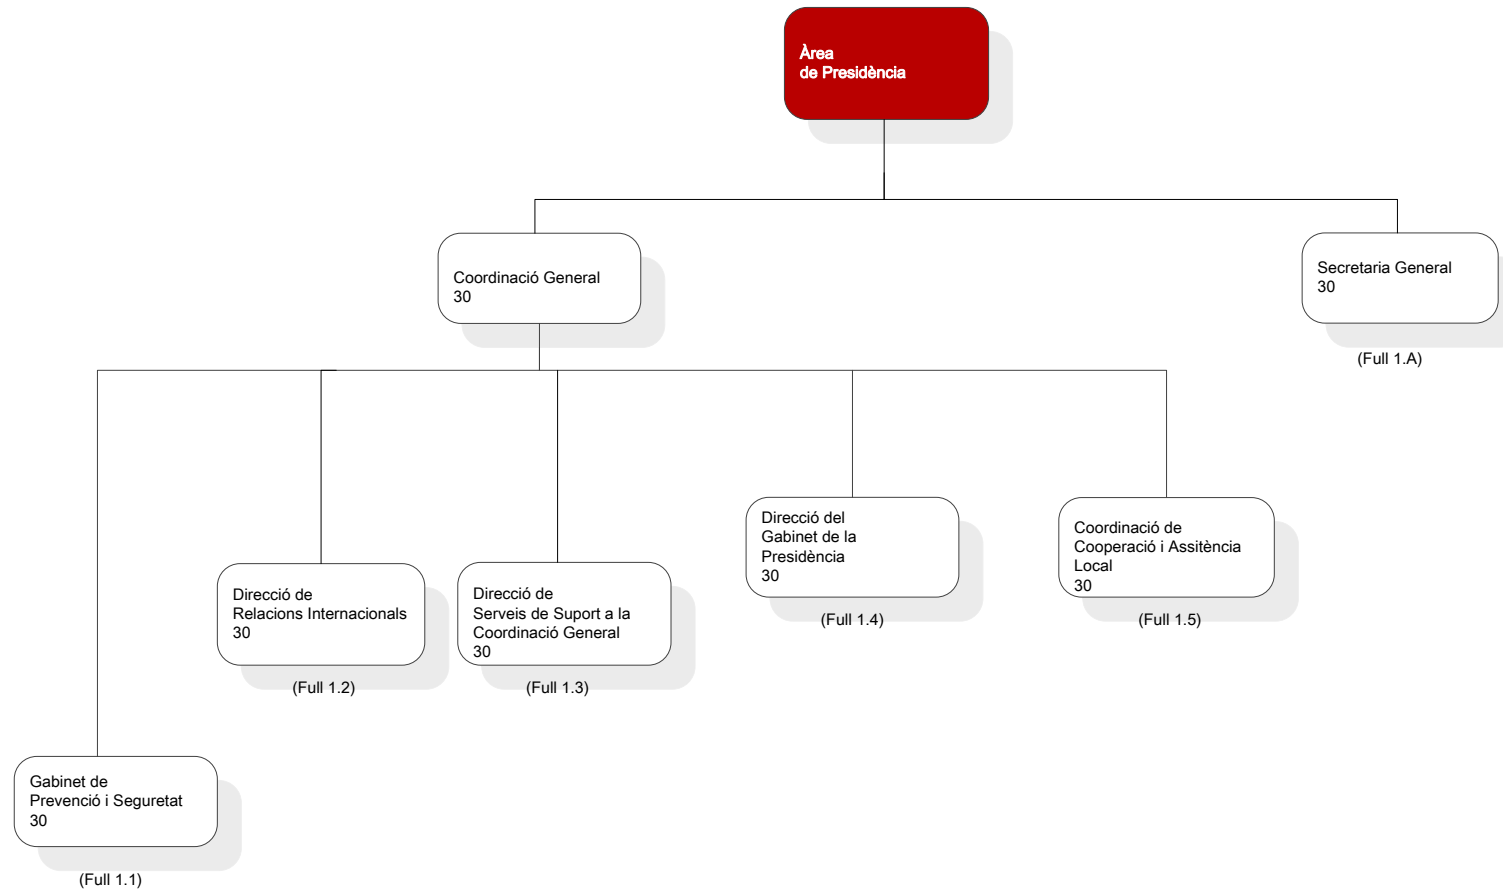 Àrea
de Presidència
Coordinació General
30
Secretaria General
30
(Full 1.A)
Direcció del
Gabinet de la
Presidència
30
(Full 1.4)
Coordinació de
Cooperació i Assitència
Local
30
(Full 1.5)
Direcció de
Relacions Internacionals
30
(Full 1.2)
Direcció de
Serveis de Suport a la
Coordinació General
30
(Full 1.3)
Gabinet de
Prevenció i Seguretat
30
(Full 1.1)